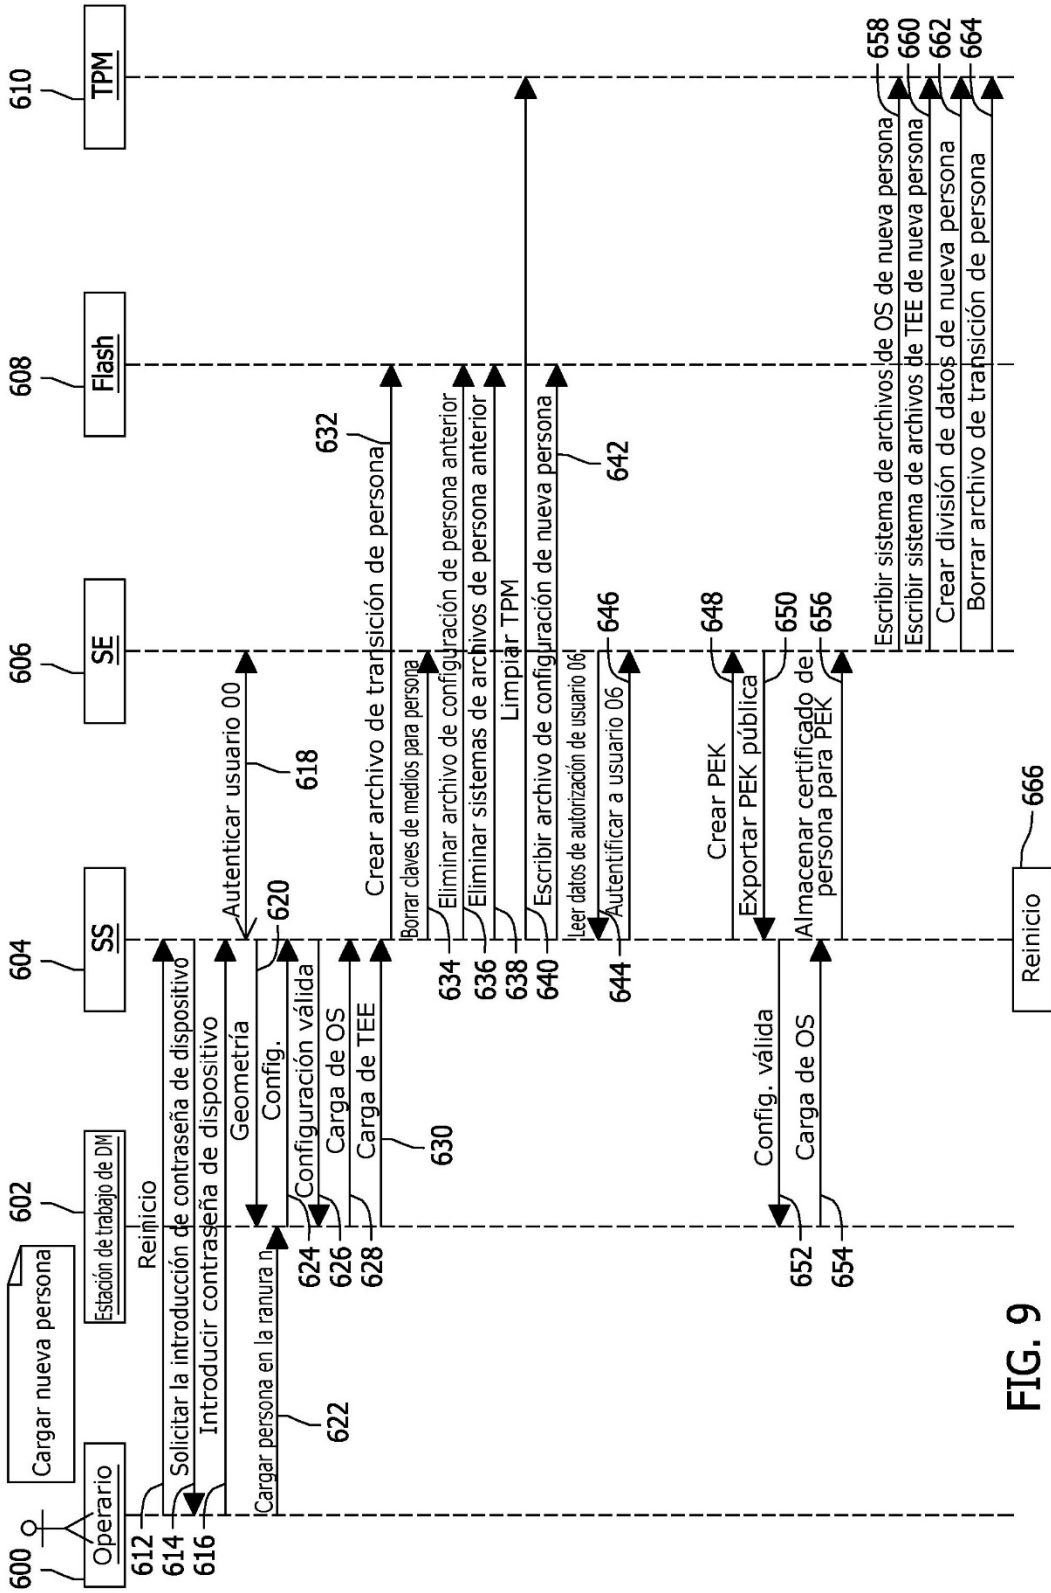 Cargar nueva persona
600
Operario
602
Estación de trabajo de DM
604
SS
606
SE
608
Flash
610
TPM
612
Reinicio
614
Solicitar la introducción de contraseña de dispositivo
616
Introducir contraseña de dispositivo
Autenticar usuario 00
618
Geometría
620
Cargar persona en la ranura n
622
Config.
624
Configuración válida
626
Carga de OS
628
Carga de TEE
630
Crear archivo de transición de persona
632
Borrar claves de medios para persona
634
Eliminar archivo de configuración de persona anterior
636
Eliminar sistemas de archivos de persona anterior
638
Limpiar TPM
640
Escribir archivo de configuración de nueva persona
642
Leer datos de autorización de usuario 06
644
Autentificar a usuario 06
646
Crear PEK
648
Exportar PEK pública
650
Config. válida
652
Carga de OS
654
Almacenar certificado de
persona para PEK
656
Escribir sistema de archivos de OS de nueva persona
658
Escribir sistema de archivos de TEE de nueva persona
660
Crear división de datos de nueva persona
662
Borrar archivo de transición de persona
664
Reinicio
666
FIG. 9